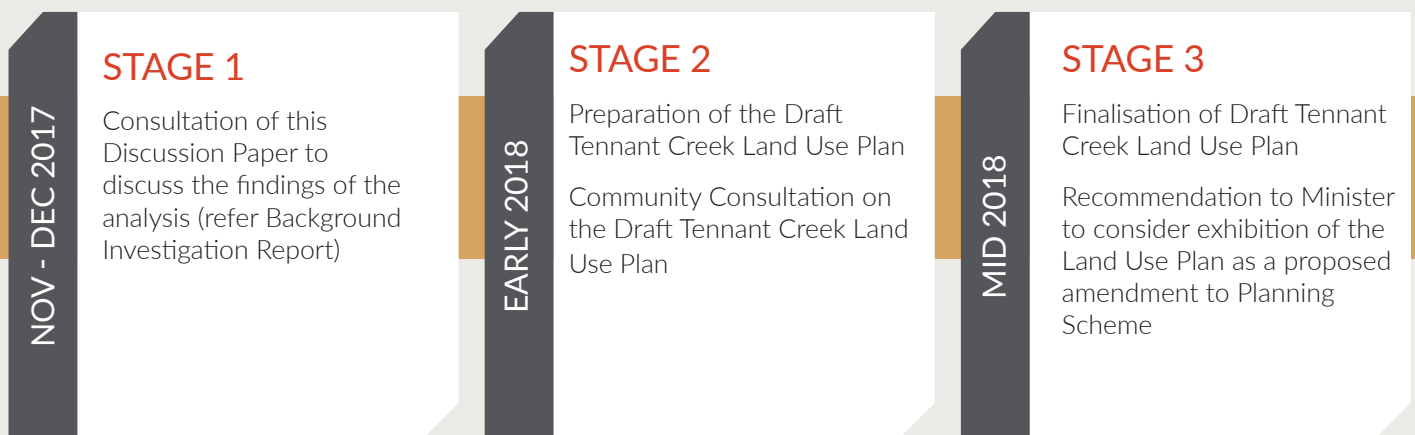 NOV - DEC 2017
STAGE 1
Consultation of this
Discussion Paper to
discuss the findings of the
analysis (refer Background
Investigation Report)
EARLY 2018
STAGE 2
Preparation of the Draft
Tennant Creek Land Use Plan
Community Consultation on
the Draft Tennant Creek Land
Use Plan
MID 2018
STAGE 3
Finalisation of Draft Tennant
Creek Land Use Plan
Recommendation to Minister
to consider exhibition of the
Land Use Plan as a proposed
amendment to Planning
Scheme